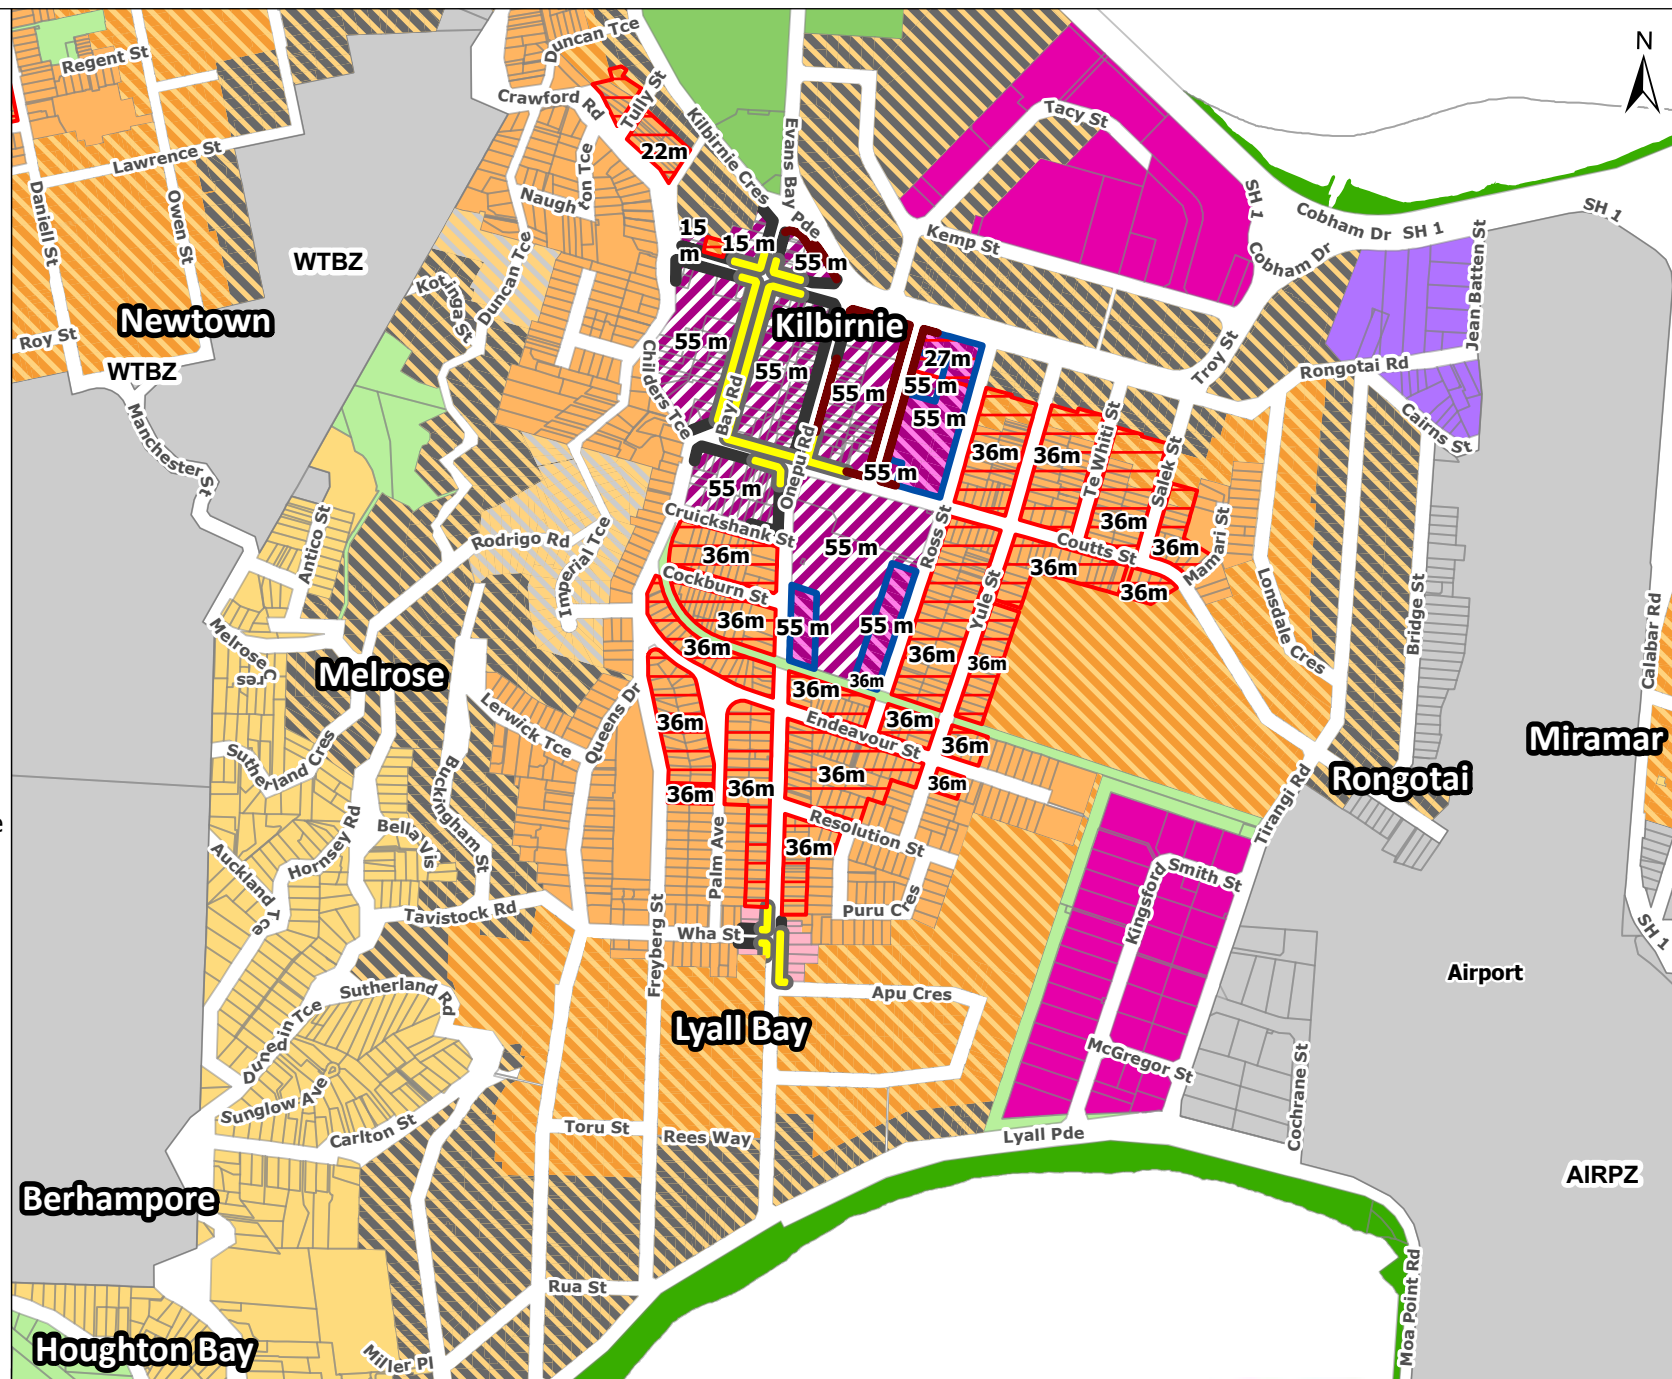 N
Regent St
Duncan Tce
Crawford Rd
Tully St
Kilbirnie Cres
Evans Bay Pde
Tacy St
22m
Lawrence St
Daniell St
Owen St
Naugh
ton Tce
Duncan Tce
SH 1
Cobham Dr
SH 1
SH 1
Kemp St
Cobham Dr
15
m
15 m
55 m
WTBZ
Kotinga St
Jean Batten St
Newtown
Kilbirnie
Roy St
WTBZ
55 m
55 m
55 m
27m
55 m
55 m
Childers Tce
Bay Rd
Troy St
Rongotai Rd
Cairns St
Manchester St
36m
36m
Te Whiti St
Salek St
55 m
55 m
Onepu Rd
Cruickshank St
36m
36m
Coutts St
Mamari St
Antico St
Rodrigo Rd
Imperial Tce
36m
55 m
Ross St
36m
36m
Cockburn St
36m
55 m
55 m
Yule St
Lonsdale Cres
Bridge St
Calabar Rd
Melrose Cres
Melrose
36m
36m
36m
36m
36m
Lerwick Tce
Queens Dr
36m
36m
Endeavour St
36m
Miramar
Sutherland Cres
Buckingham St
Rongotai
36m
36m
36m
36m
Tirangi Rd
Hornsey Rd
Bella Vis
Resolution St
36m
Auckland Tce
Palm Ave
Smith St
Kingsford
Tavistock Rd
Puru Cres
Wha St
Freyberg St
SH 1
Airport
Sutherland Rd
Apu Cres
Lyall Bay
Dunedin Tce
McGregor St
Cochrane St
Sunglow Ave
Carlton St
Toru St
Rees Way
Lyall Pde
AIRPZ
Berhampore
Rua St
Moa Point Rd
Houghton Bay
Miller Pl